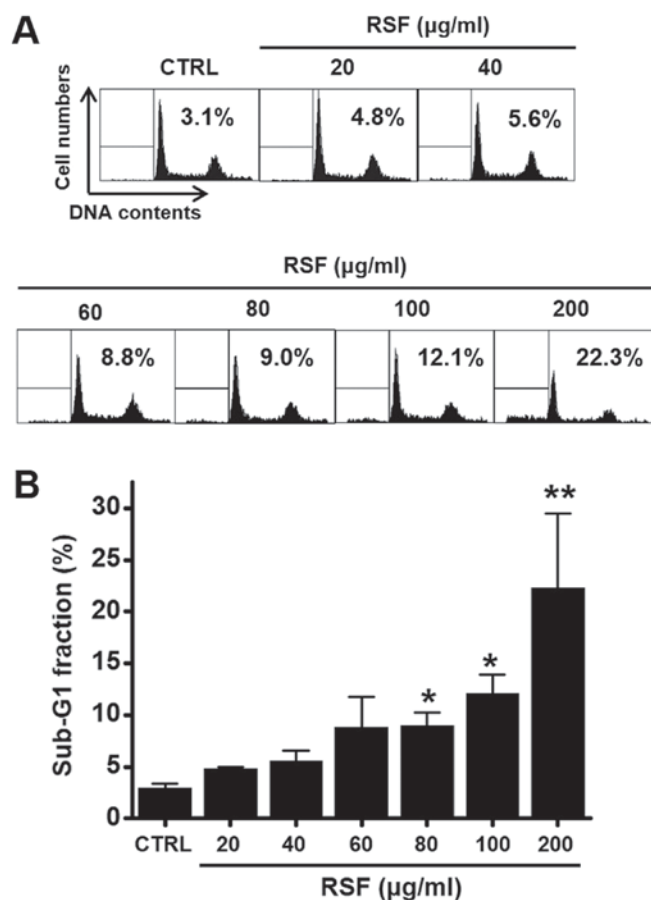 A
RSF (µg/ml)
CTRL 20 40
3.1% 4.8% 5.6%
Cell numbers
DNA contents
RSF (µg/ml)
60 80 100 200
8.8% 9.0% 12.1% 22.3%
B
Sub-G1 fraction (%)
30
25
20
15
10
5
0
* * **
CTRL 20 40 60 80 100 200
RSF (µg/ml)